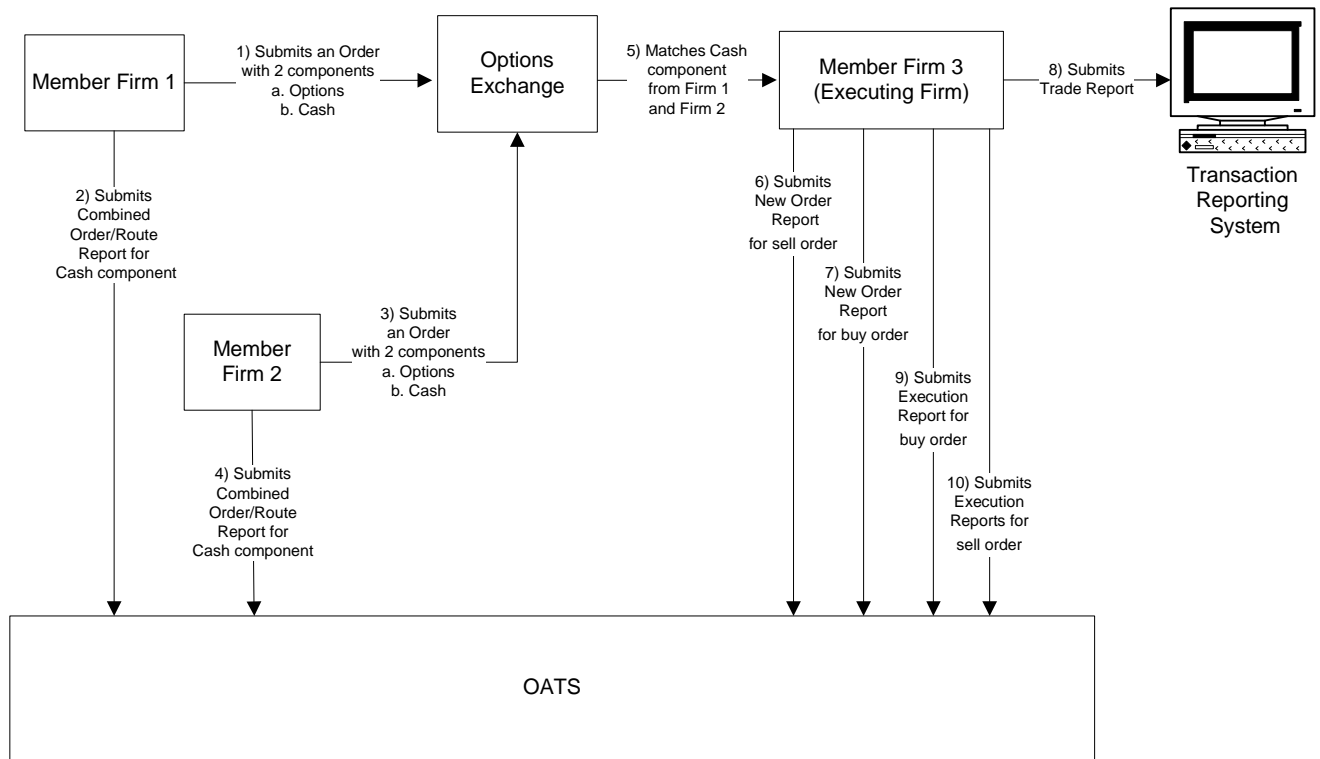 Member Firm 1
1) Submits an Order
with 2 components
a. Options
b. Cash
Options
Exchange
5) Matches Cash
component
from Firm 1
and Firm 2
Member Firm 3
(Executing Firm)
8) Submits
Trade Report
Transaction
Reporting
System
2) Submits
Combined
Order/Route
Report for
Cash component
Member
Firm 2
3) Submits
an Order
with 2 components
a. Options
b. Cash
4) Submits
Combined
Order/Route
Report for
Cash component
6) Submits
New Order
Report
for sell order
7) Submits
New Order
Report
for buy order
9) Submits
Execution
Report for
buy order
10) Submits
Execution
Reports for
sell order
OATS